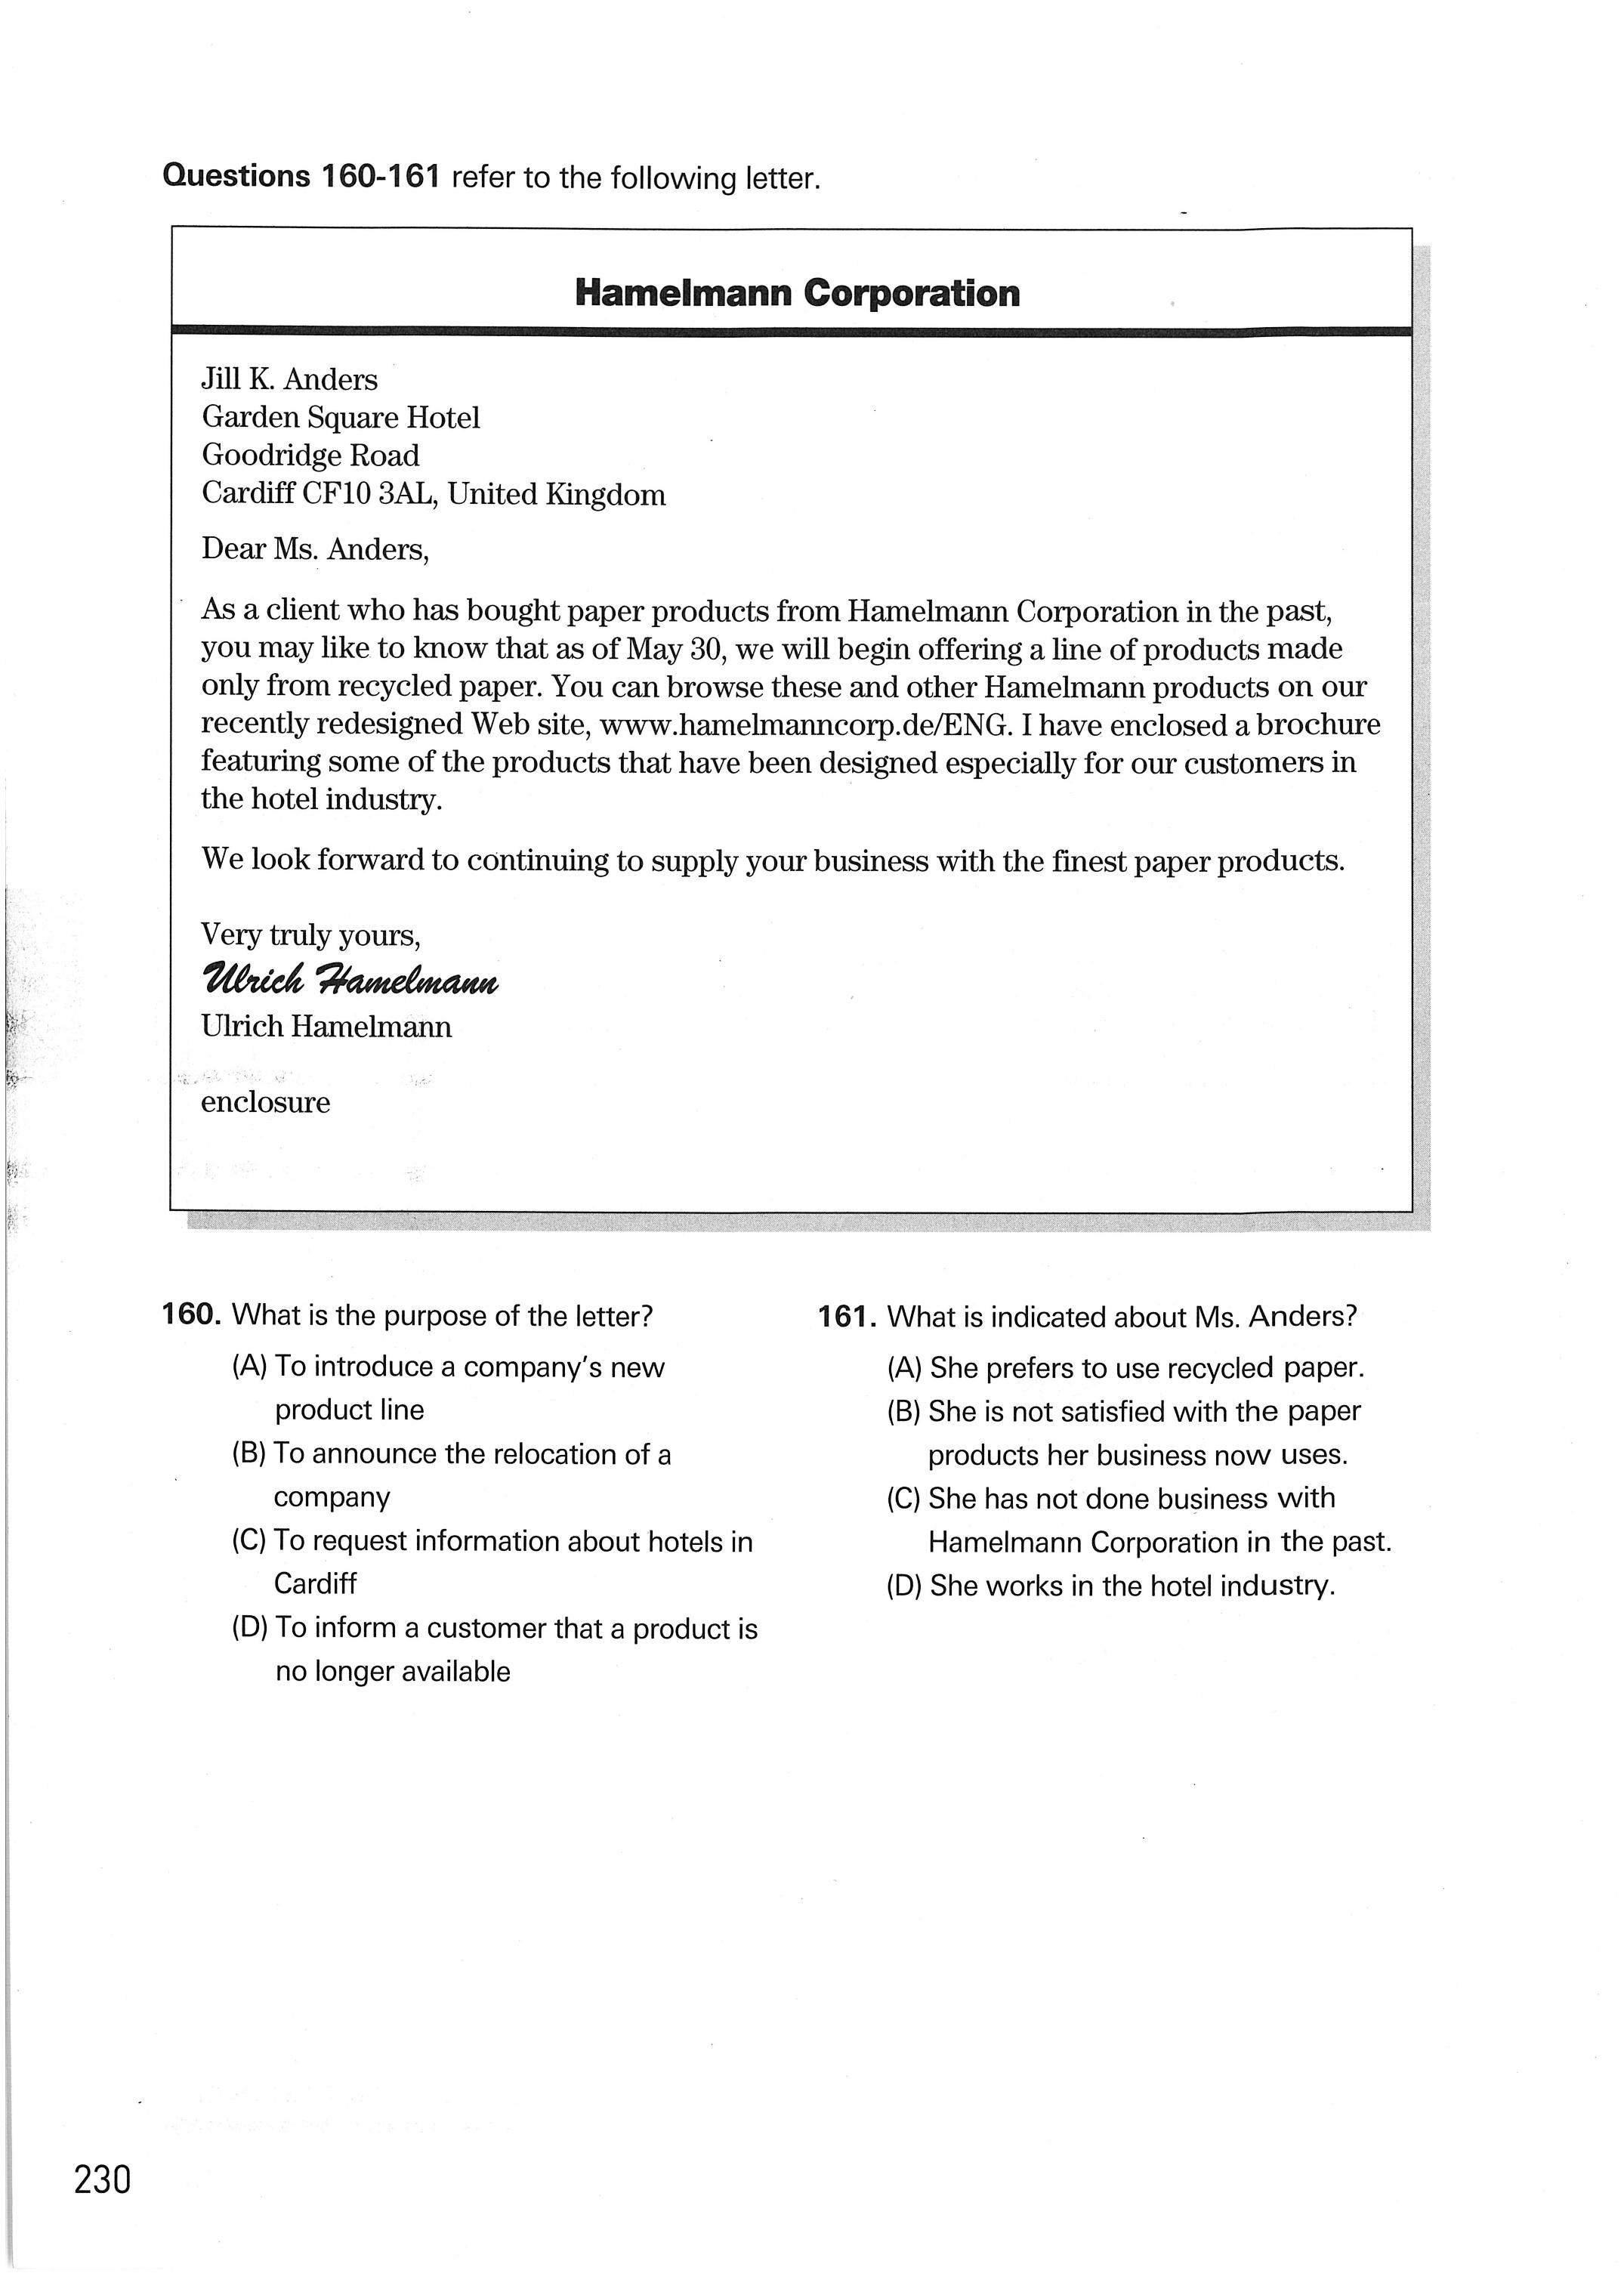 Questions 160-161 refer to the following letter.
Hamelmann Corporation
Jill K. Anders
Garden Square Hotel
Goodridge Road
Cardiff CF10 3AL, United Kingdom
Dear Ms. Anders,
As a client who has bought paper products from Hamelmann Corporation in the past,
you may like to know that as of May 30, we will begin offering a line of products made
only from recycled paper. You can browse these and other Hamelmann products on our
recently redesigned Web site, www.hamelmanncorp.de/ENG. I have enclosed a brochure
featuring some of the products that have been designed especially for our customers in
the hotel industry.
We look forward to continuing to supply your business with the finest paper products.
Very truly yours,
Ulrich Hamelmann
Ulrich Hamelmann
enclosure
160. What is the purpose of the letter?
(A) To introduce a company's new
product line
(B) To announce the relocation of a
company
(C) To request information about hotels in
Cardiff
(D) To inform a customer that a product is
no longer available
161. What is indicated about Ms. Anders?
(A) She prefers to use recycled paper.
(B) She is not satisfied with the paper
products her business now uses.
(C) She has not done business with
Hamelmann Corporation in the past.
(D) She works in the hotel industry.
230